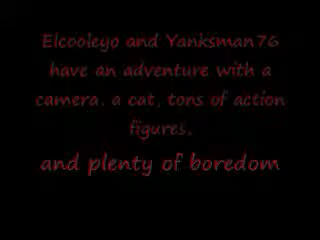 Elcooleyo and Yanksman76
have an adventure with a
camera. a cat, tons of action
figures,
and plenty of boredom